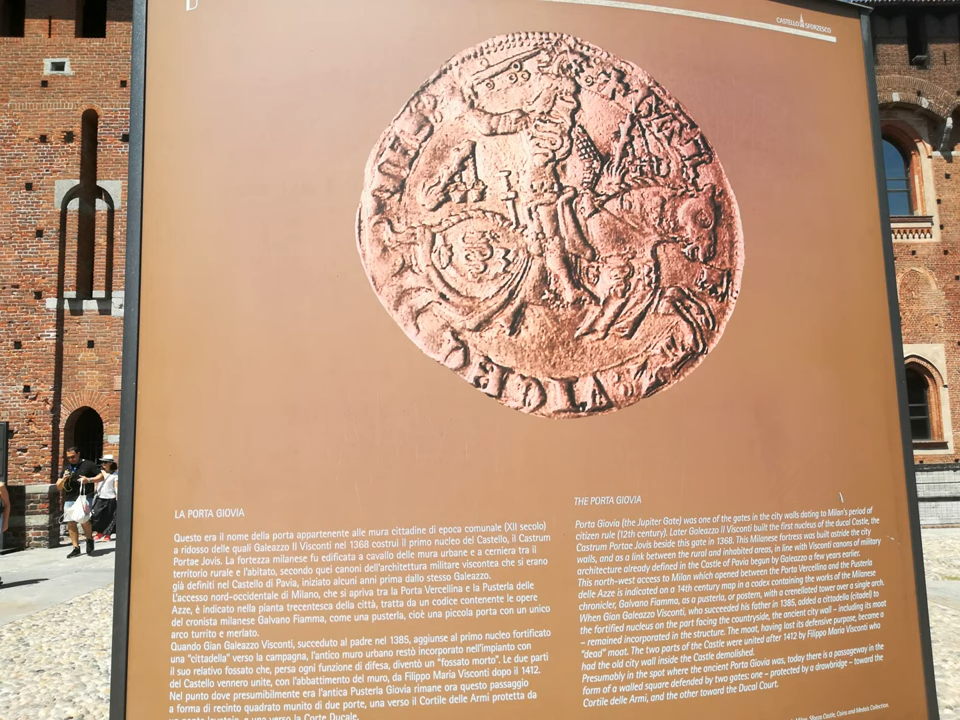 CASTELLO SFORZESCO
LA PORTA GIOVIA
Questo era il nome della porta appartenente alle mura cittadine di epoca comunale (XII secolo)
a ridosso delle quali Galeazzo II Visconti nel 1368 costruì il primo nucleo del Castello, il Castrum
Portae Jovis. La fortezza milanese fu edificata a cavallo delle mura urbane e a cerniera tra il
territorio rurale e l'abitato, secondo quei canoni dell'architettura militare viscontea che si erano
già definiti nel Castello di Pavia, iniziato alcuni anni prima dallo stesso Galeazzo.
L'accesso nord-occidentale di Milano, che si apriva tra la Porta Vercellina e la Pusterla delle
Azze, è indicato nella pianta trecentesca della città, tratta da un codice contenente le opere
del cronista milanese Galvano Fiamma, come una pusterla, cioè una piccola porta con un unico
arco turrito e merlato.
Quando Gian Galeazzo Visconti, succeduto al padre nel 1385, aggiunse al primo nucleo fortificato
una "cittadella" verso la campagna, l'antico muro urbano restò incorporato nell'impianto con
il suo relativo fossato che, persa ogni funzione di difesa, diventò un "fossato morto". Le due parti
del Castello vennero unite, con l'abbattimento del muro, da Filippo Maria Visconti dopo il 1412.
Nel punto dove presumibilmente era l'antica Pusterla Giovia rimane ora questo passaggio
a forma di recinto quadrato munito di due porte, una verso il Cortile delle Armi protetta da
un ponte levatoio, e una verso la Corte Ducale.
THE PORTA GIOVIA
Porta Giovia (the Jupiter Gate) was one of the gates in the city walls dating to Milan's period of
citizen rule (12th century). Later Galeazzo II Visconti built the first nucleus of the ducal Castle, the
Castrum Portae Jovis beside this gate in 1368. This Milanese fortress was built astride the city
walls, and as a link between the rural and inhabited areas, in line with Visconti canons of military
architecture already defined in the Castle of Pavia begun by Galeazzo a few years earlier.
This north-west access to Milan which opened between the Porta Vercellina and the Pusterla
delle Azze is indicated on a 14th century map in a codex containing the works of the Milanese
chronicler, Galvano Fiamma, as a pusterla, or postern, with a crenellated tower over a single arch.
When Gian Galeazzo Visconti, who succeeded his father in 1385, added a cittadella (citadel) to
the fortified nucleus on the part facing the countryside, the ancient city wall - including its moat
- remained incorporated in the structure. The moat, having lost its defensive purpose, became a
"dead" moat. The two parts of the Castle were united after 1412 by Filippo Maria Visconti who
had the old city wall inside the Castle demolished.
Presumably in the spot where the ancient Porta Giovia was, today there is a passageway in the
form of a walled square defended by two gates: one - protected by a drawbridge - toward the
Cortile delle Armi, and the other toward the Ducal Court.
Castle, Coins and Medals Collection.